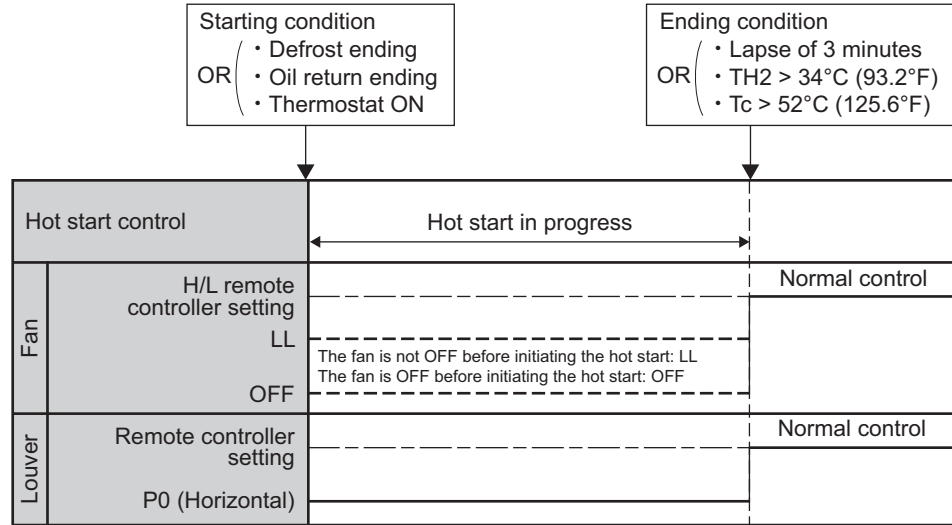 Starting condition
OR
・Defrost ending
・Oil return ending
・Thermostat ON
Ending condition
OR
・Lapse of 3 minutes
・TH2 > 34°C (93.2°F)
・Tc > 52°C (125.6°F)
Hot start control
Hot start in progress
Fan
H/L remote
controller setting
Normal control
LL
The fan is not OFF before initiating the hot start: LL
The fan is OFF before initiating the hot start: OFF
OFF
Louver
Remote controller
setting
Normal control
P0 (Horizontal)